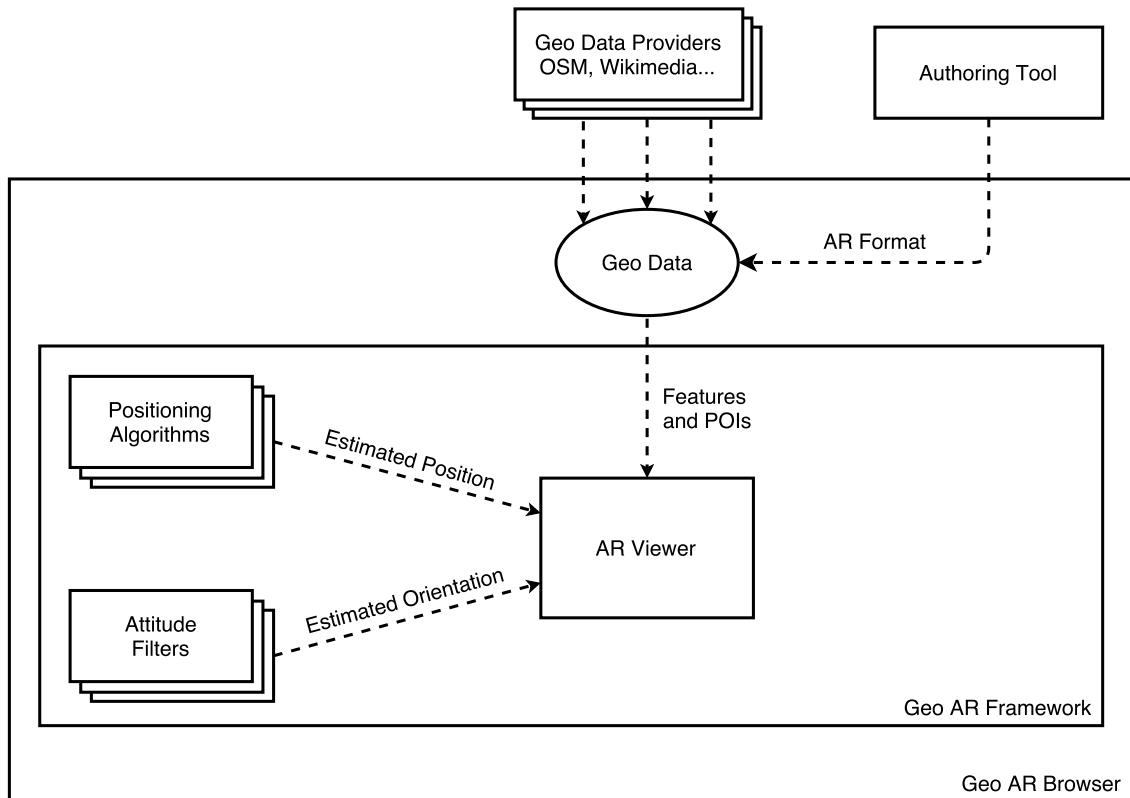 Geo Data Providers
OSM, Wikimedia...
Authoring Tool
AR Format
Geo Data
Features
and POIs
Positioning
Algorithms
Estimated Position
AR Viewer
Estimated Orientation
Attitude
Filters
Geo AR Framework
Geo AR Browser